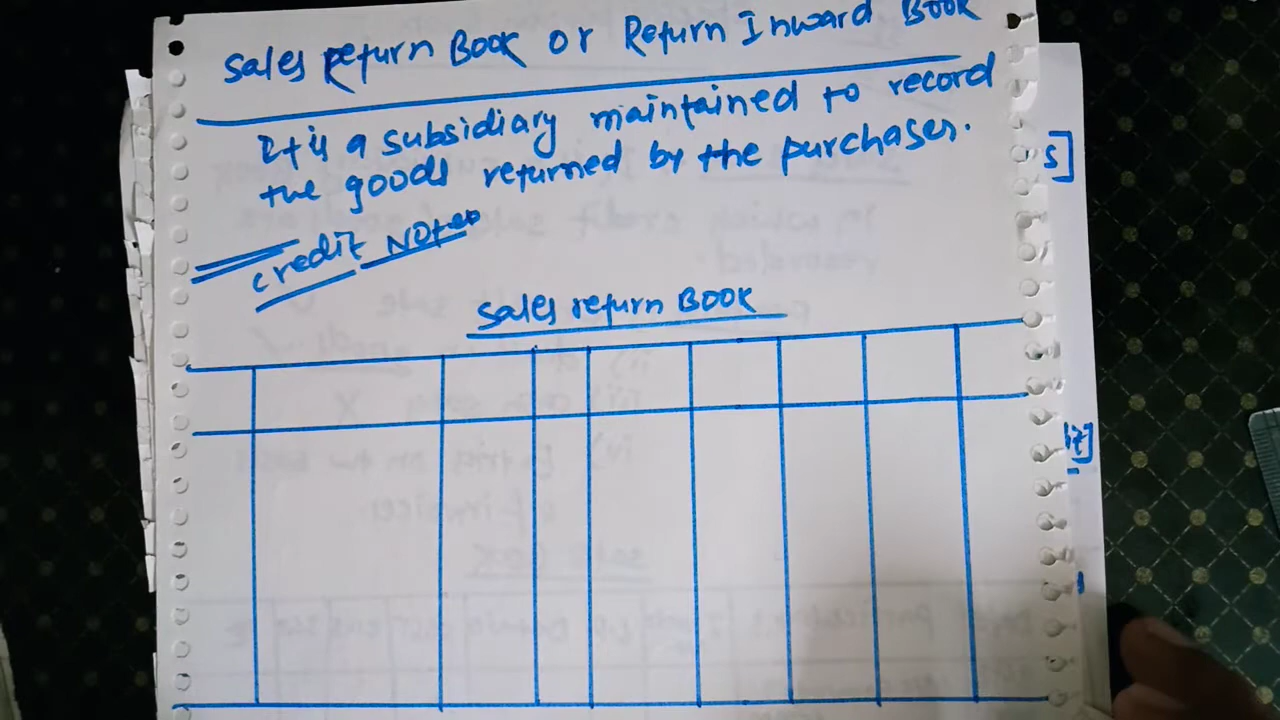 Sales Return Book or Return Inward Book
It is a subsidiary maintained to record
the goods returned by the purchases.
credit Notes
Sales return Book